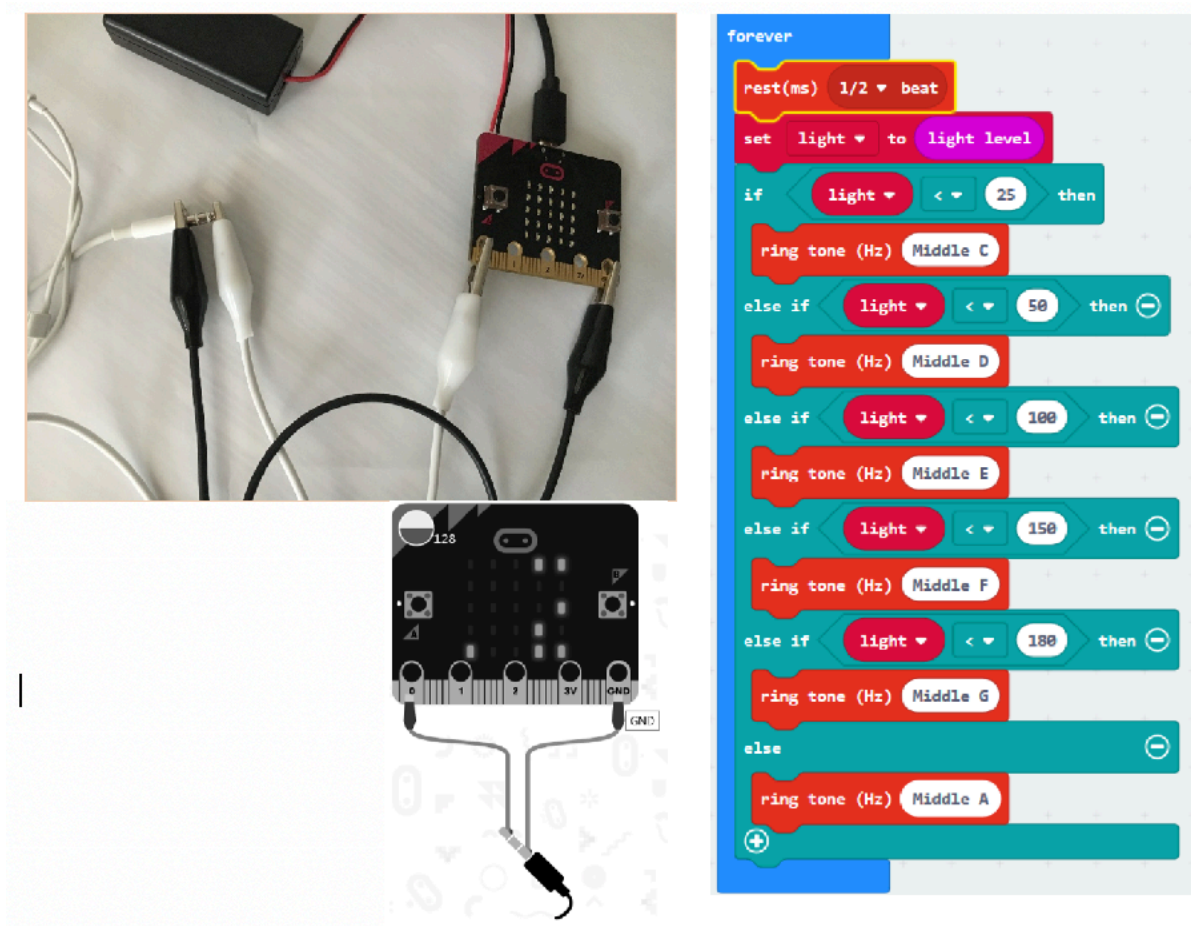 forever
rest(ms) 1/2 beat
set light to light level
if light < 25 then
ring tone (Hz) Middle C
else if light < 50 then
ring tone (Hz) Middle D
else if light < 100 then
ring tone (Hz) Middle E
else if light < 150 then
ring tone (Hz) Middle F
else if light < 180 then
ring tone (Hz) Middle G
else
ring tone (Hz) Middle A
128
B
A
0 1 2 3V GND
GND